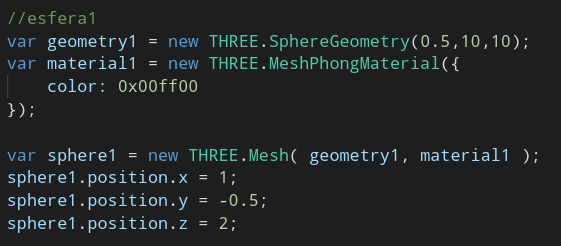 //esfera1
var geometry1 = new THREE.SphereGeometry(0.5,10,10);
var material1 = new THREE.MeshPhongMaterial({
    color: 0x00ff00
});

var sphere1 = new THREE.Mesh( geometry1, material1 );
sphere1.position.x = 1;
sphere1.position.y = -0.5;
sphere1.position.z = 2;